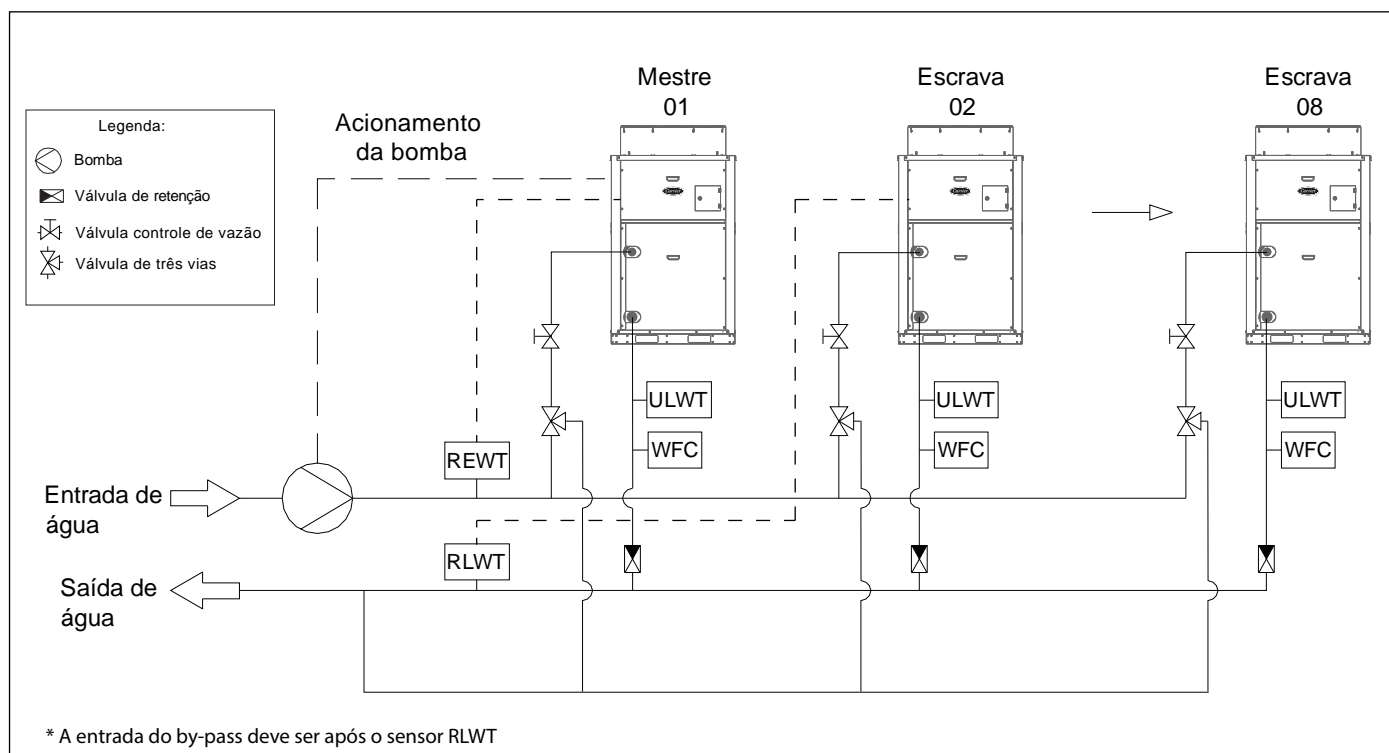 Mestre
01
Escrava
02
Escrava
08
Legenda:
Bomba
Válvula de retenção
Válvula controle de vazão
Válvula de três vias
Acionamento
da bomba
ULWT
WFC
ULWT
WFC
ULWT
WFC
REWT
Entrada de
água
RLWT
Saída de
água
* A entrada do by-pass deve ser após o sensor RLWT